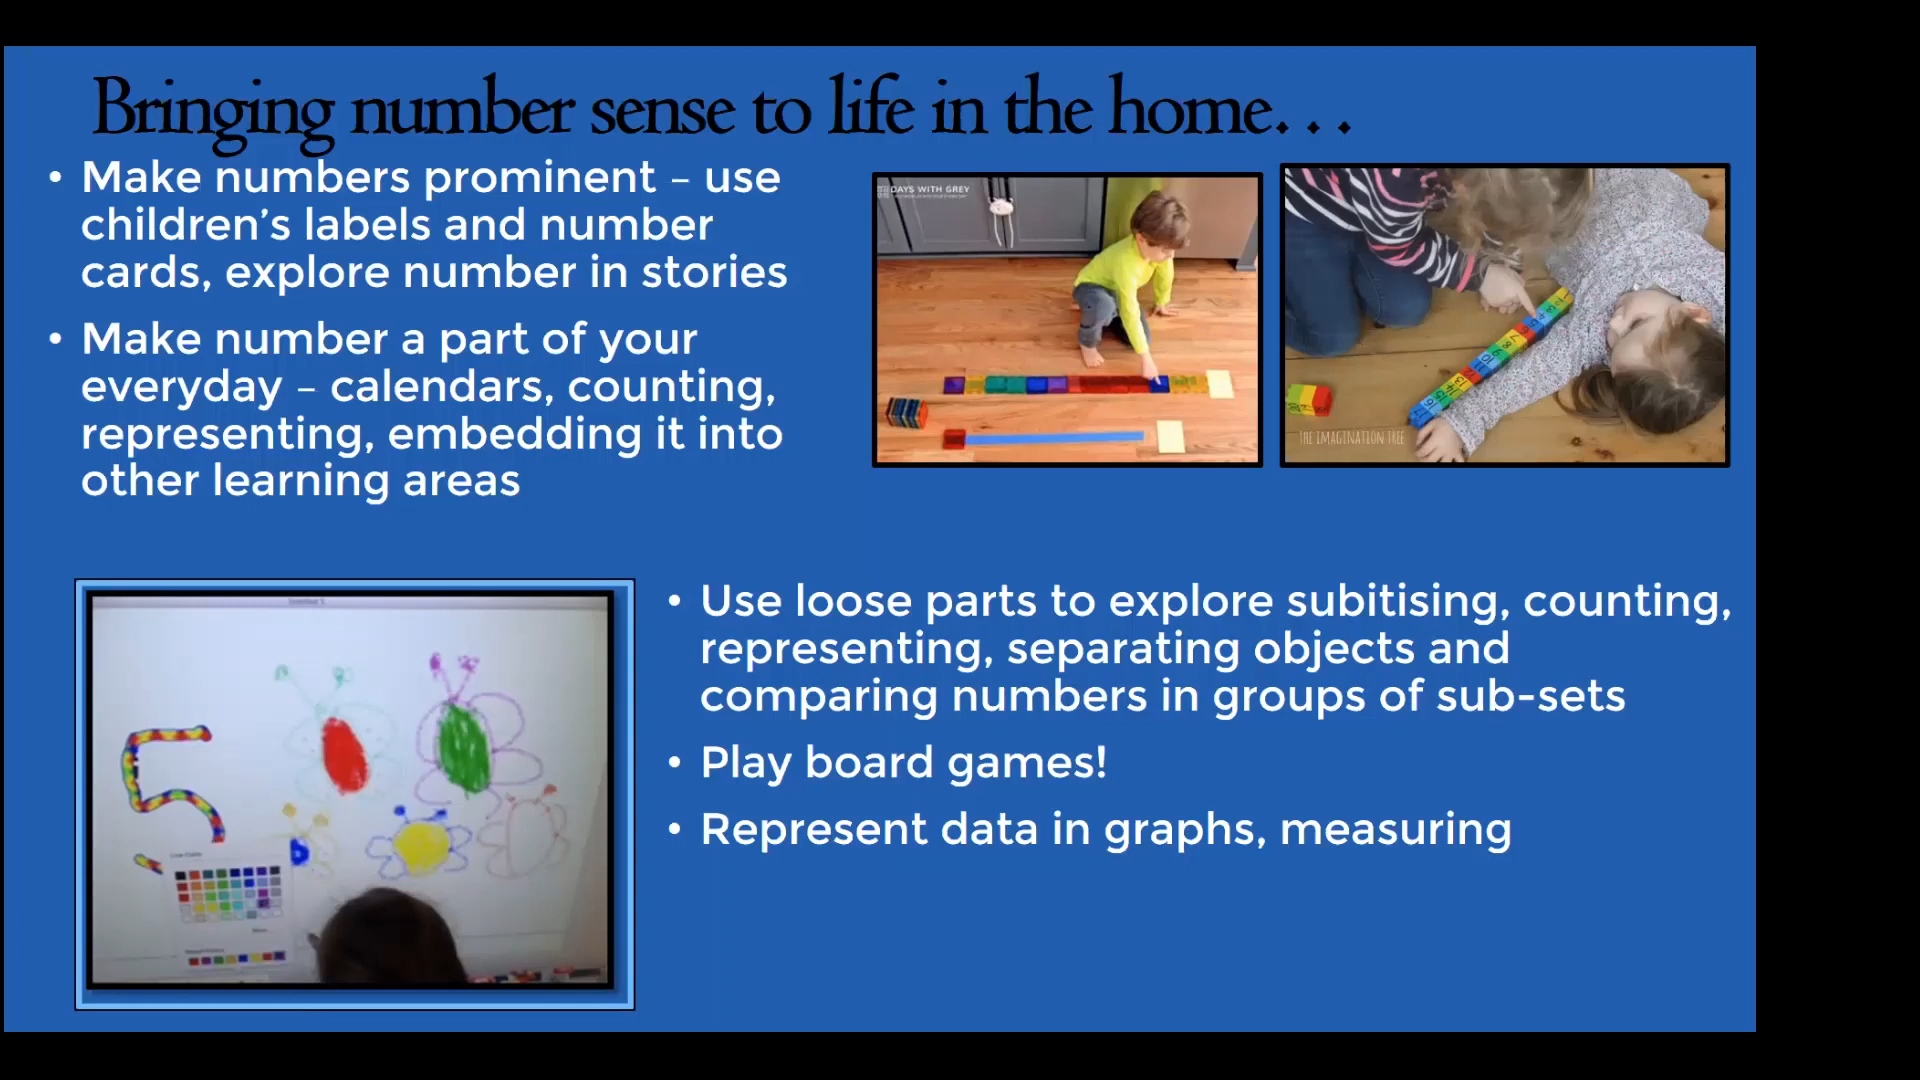 Bringing number sense to life in the home…
• Make numbers prominent – use
children’s labels and number
cards, explore number in stories
• Make number a part of your
everyday – calendars, counting,
representing, embedding it into
other learning areas
DAYS WITH GREY
THE IMAGINATION TREE
5
• Use loose parts to explore subitising, counting,
representing, separating objects and
comparing numbers in groups of sub-sets
• Play board games!
• Represent data in graphs, measuring